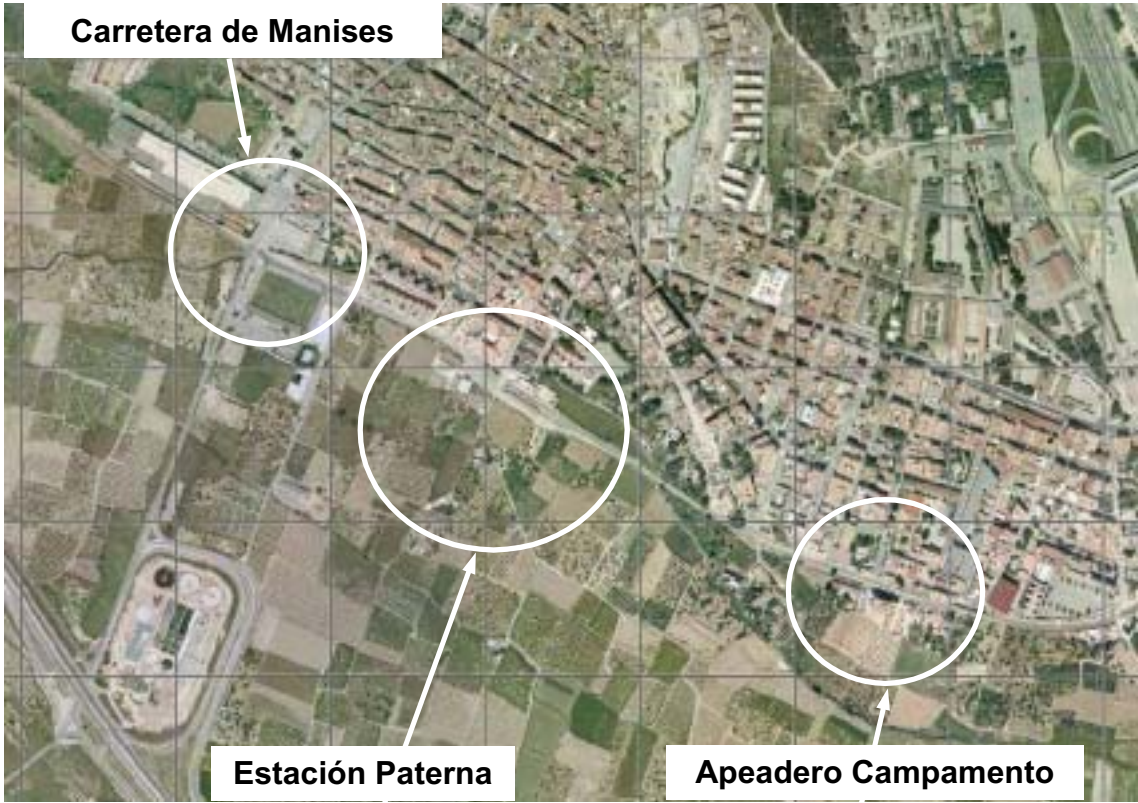 Carretera de Manises
Estación Paterna
Apeadero Campamento